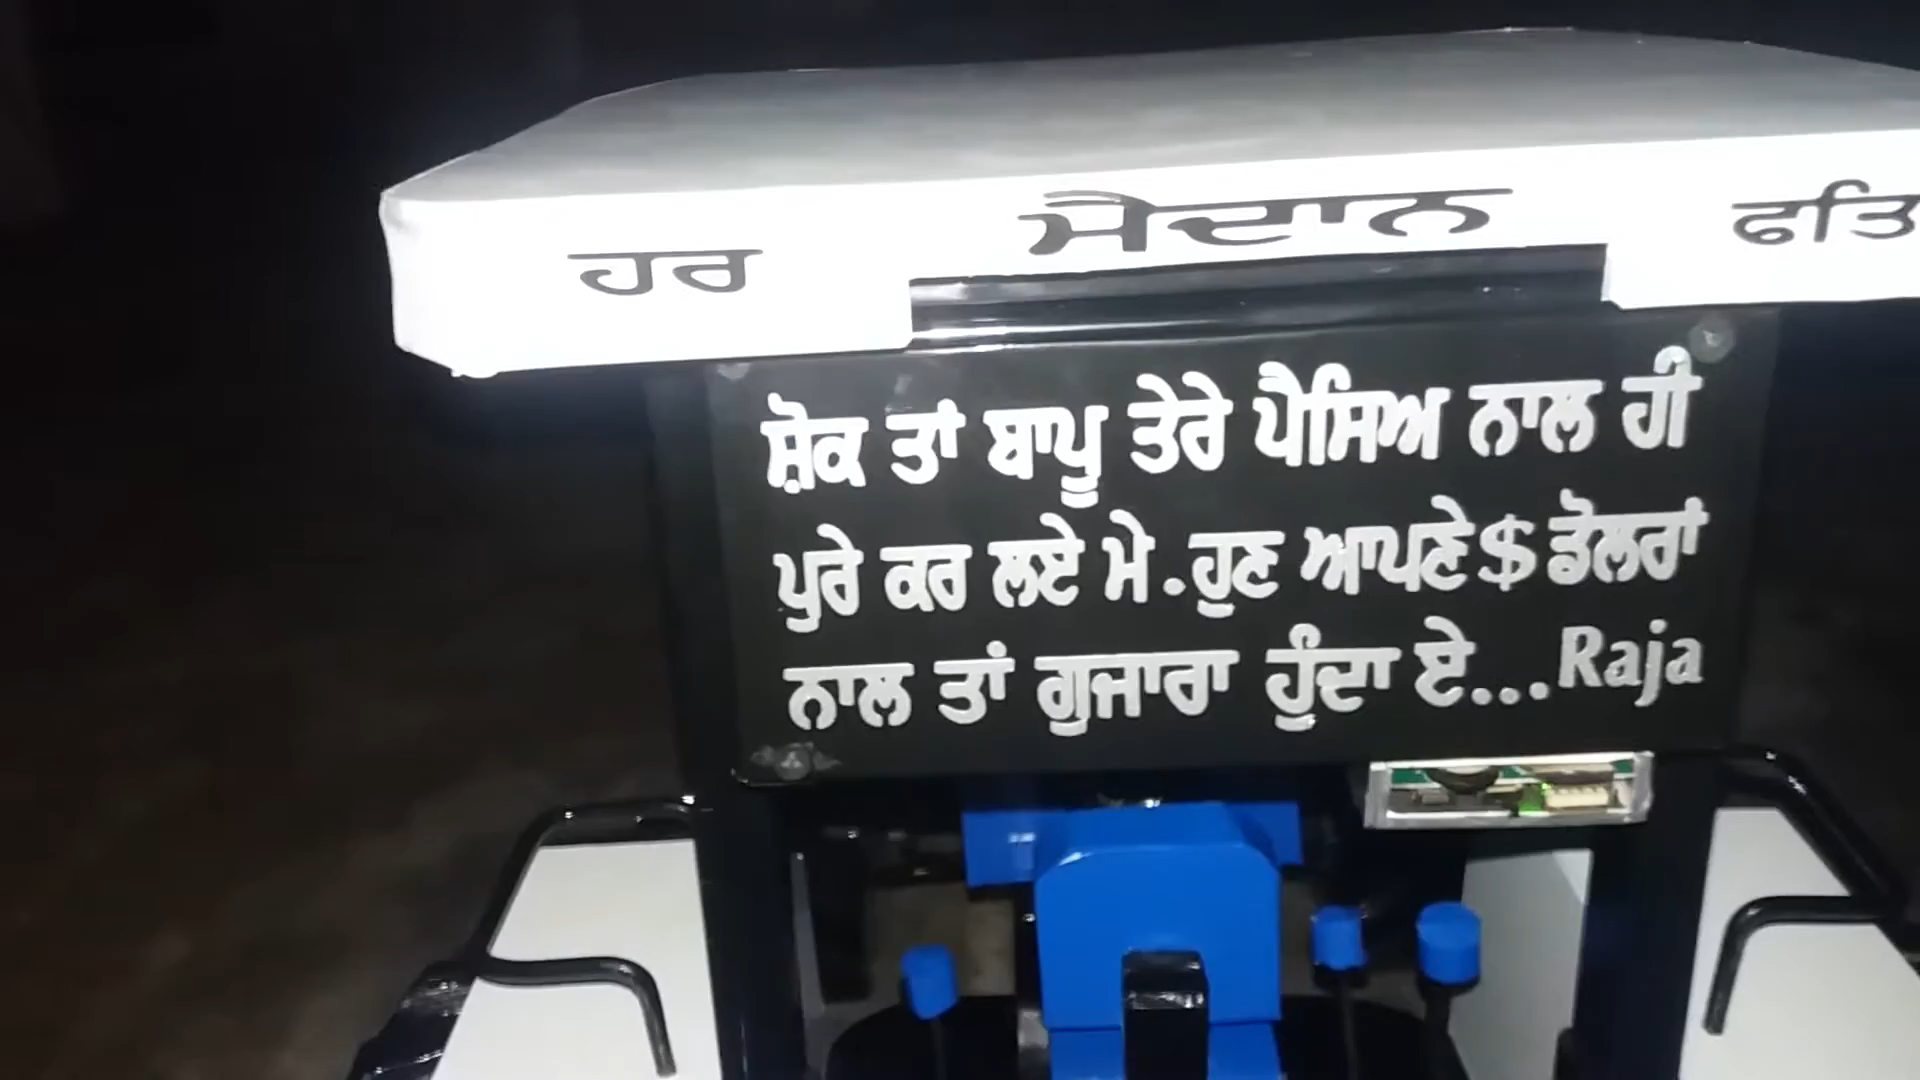 ਹਰ ਮੈਦਾਨ ਫਤਿ
ਸ਼ੋਕ ਤਾਂ ਬਾਪੂ ਤੇਰੇ ਪੈਸਿਅ ਨਾਲ ਹੀ
ਪੁਰੇ ਕਰ ਲਏ ਮੇ.ਹੁਣ ਆਪਣੇ $ ਡੋਲਰਾਂ
ਨਾਲ ਤਾਂ ਗੁਜਾਰਾ ਹੁੰਦਾ ਏ...Raja